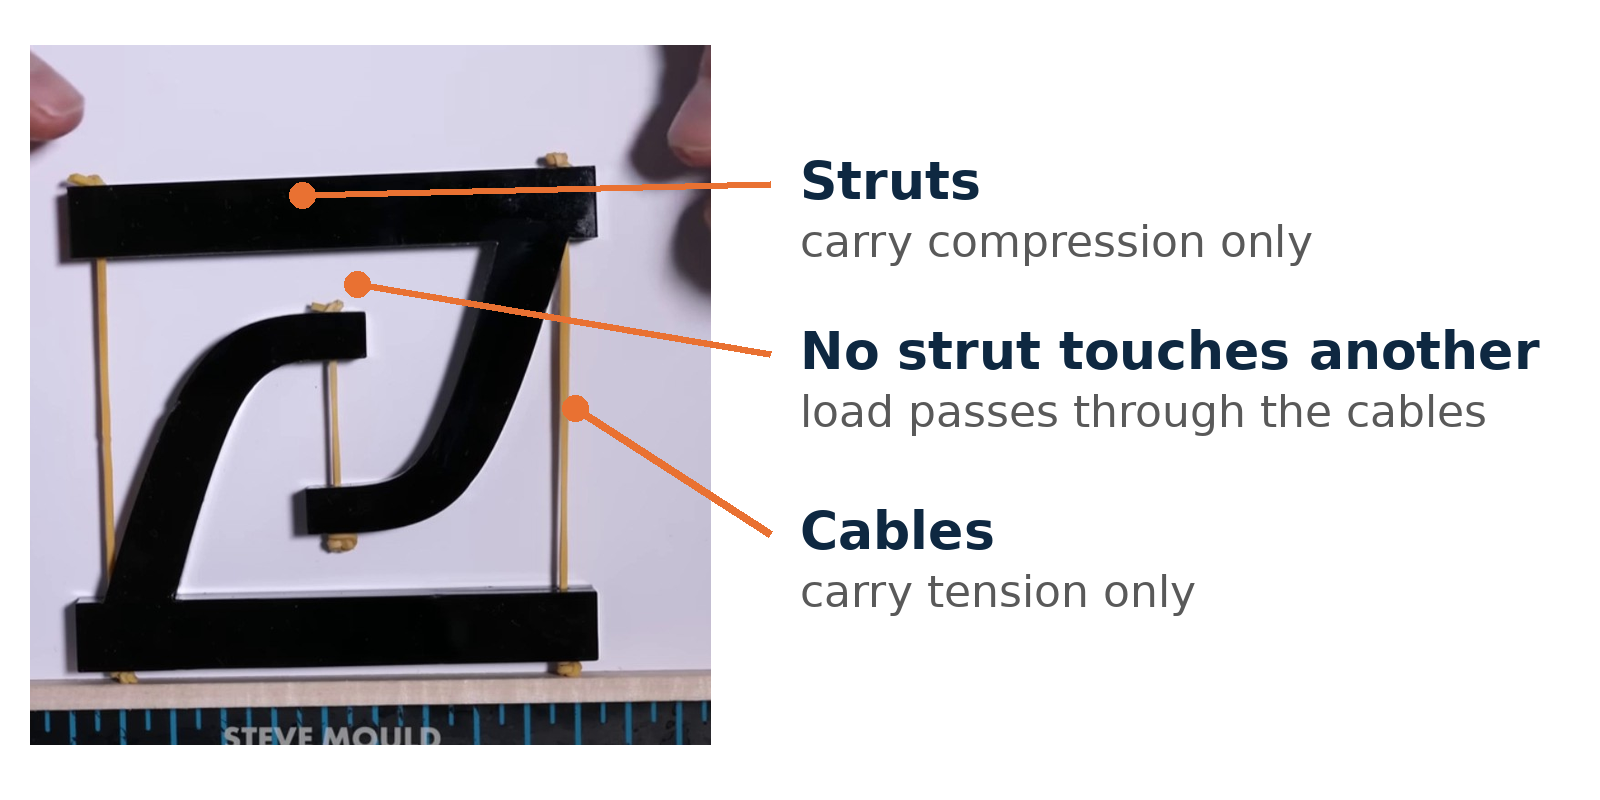 Struts
carry compression only
No strut touches another
load passes through the cables
Cables
carry tension only
STEVE MOULD